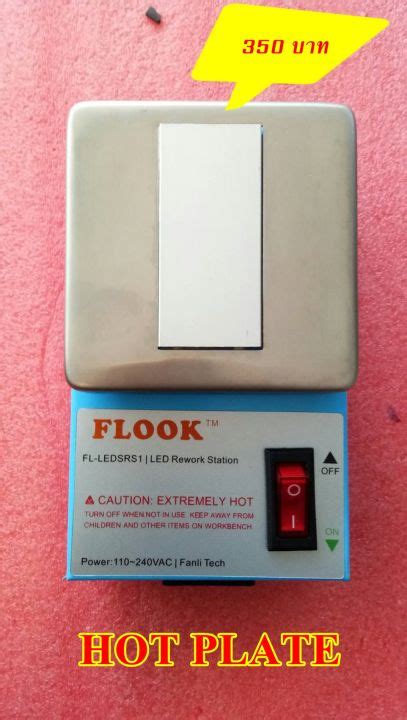 350 บาท
FLOOK™
FL-LEDSRS1 | LED Rework Station
OFF
⚠ CAUTION: EXTREMELY HOT
TURN OFF WHEN NOT IN USE KEEP AWAY FROM
CHILDREN AND OTHER ITEMS ON WORKBENCH
ON
Power:110~240VAC | Fanli Tech
HOT PLATE